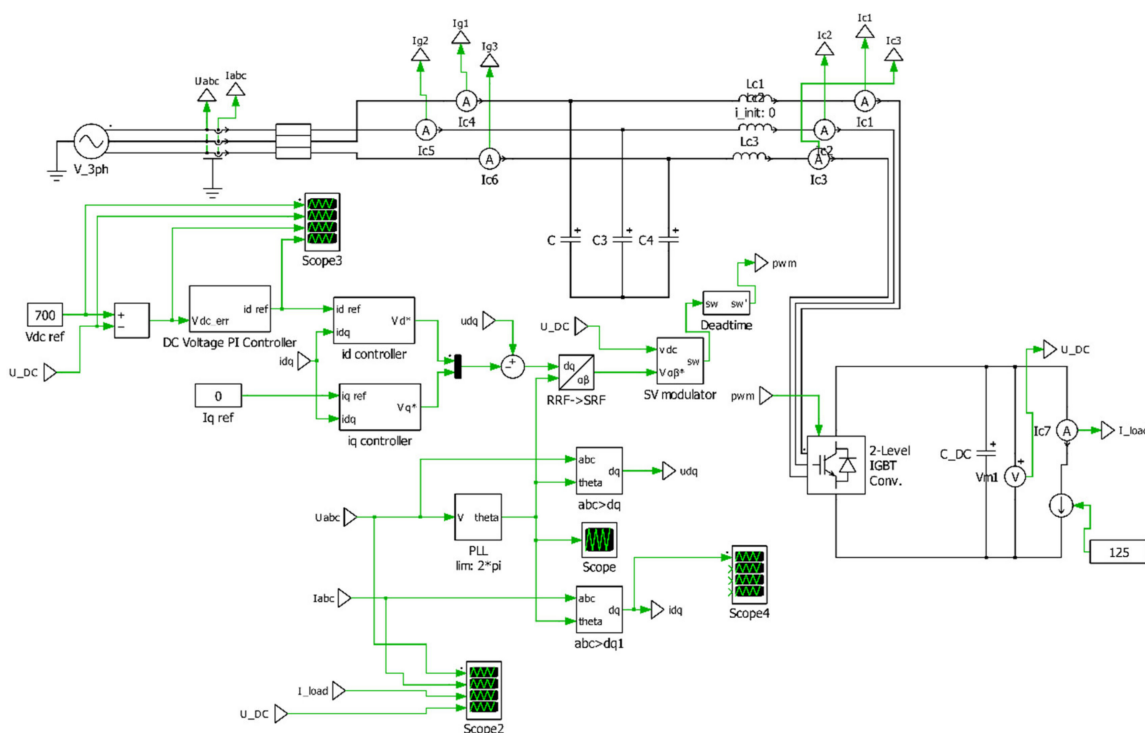 Ig1
Ic1
Ig2
Ig3
Ic2
Ic3
Uabc
Iabc
Lc1
Lc2
i_init: 0
Ic4
Ic1
Ic5
Ic2
V_3ph
Lc3
Ic6
Ic3
C
C3
C4
Scope3
pwm
sw
sw'
Deadtime
700
Vdc ref
Vdc_err
id ref
DC Voltage PI Controller
id ref
Vd*
idq
id controller
udq
U_DC
U_DC
U_DC
idq
vdc
sw
Vαβ*
SV modulator
dq
αβ
RRF->SRF
0
Iq ref
iq ref
Vq*
idq
iq controller
pwm
Ic7
I_load
2-Level
IGBT
Conv.
C_DC
Vm1
V
abc
dq
theta
abc>dq
udq
Uabc
V
theta
PLL
lim: 2*pi
Scope
125
Iabc
abc
dq
theta
abc>dq1
idq
Scope4
I_load
U_DC
Scope2
A
A
A
A
A
A
A